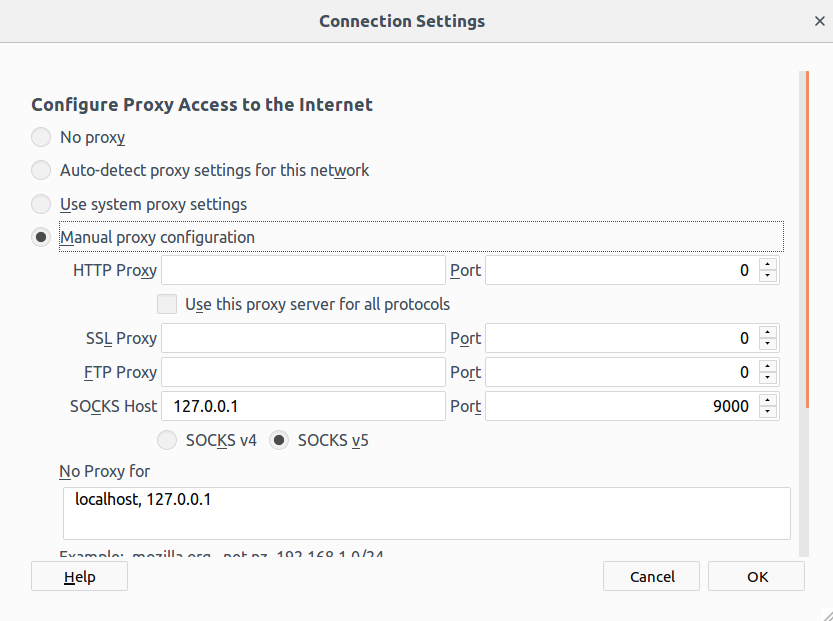 Connection Settings
Configure Proxy Access to the Internet
No proxy
Auto-detect proxy settings for this network
Use system proxy settings
Manual proxy configuration
HTTP Proxy Port 0
Use this proxy server for all protocols
SSL Proxy Port 0
FTP Proxy Port 0
SOCKS Host 127.0.0.1 Port 9000
SOCKS v4 SOCKS v5
No Proxy for
localhost, 127.0.0.1
Example: .mozilla.org, .net.nz, 192.168.1.0/24
Help Cancel OK